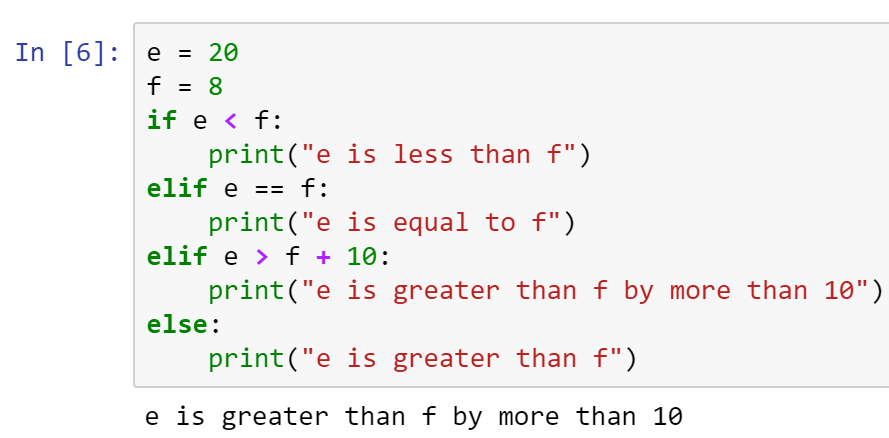 In [6]: e = 20
f = 8
if e < f:
    print("e is less than f")
elif e == f:
    print("e is equal to f")
elif e > f + 10:
    print("e is greater than f by more than 10")
else:
    print("e is greater than f")
e is greater than f by more than 10